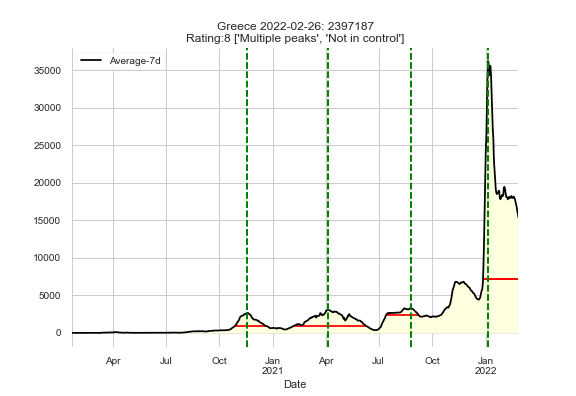 Greece 2022-02-26: 2397187
Rating:8 ['Multiple peaks', 'Not in control']
Average-7d
35000
30000
25000
20000
15000
10000
5000
0
Apr Jul Oct Jan Apr Jul Oct Jan
2021 2022
Date